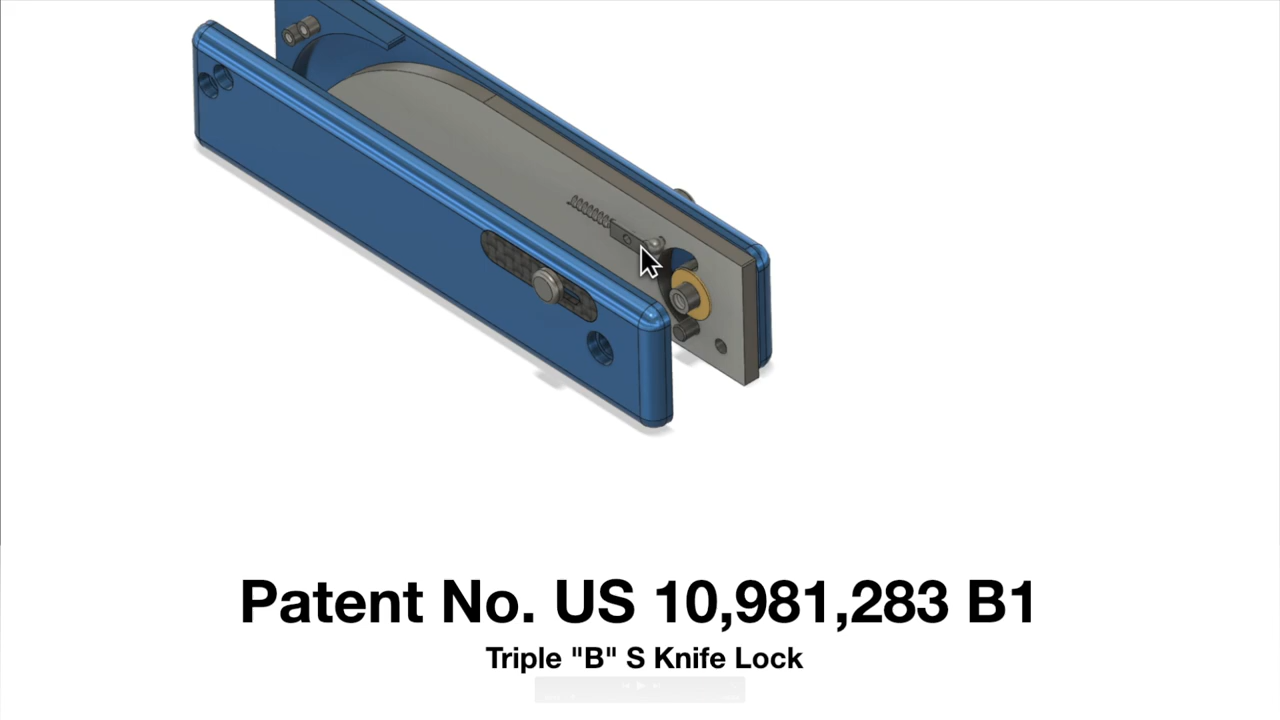 Patent No. US 10,981,283 B1
Triple "B" S Knife Lock